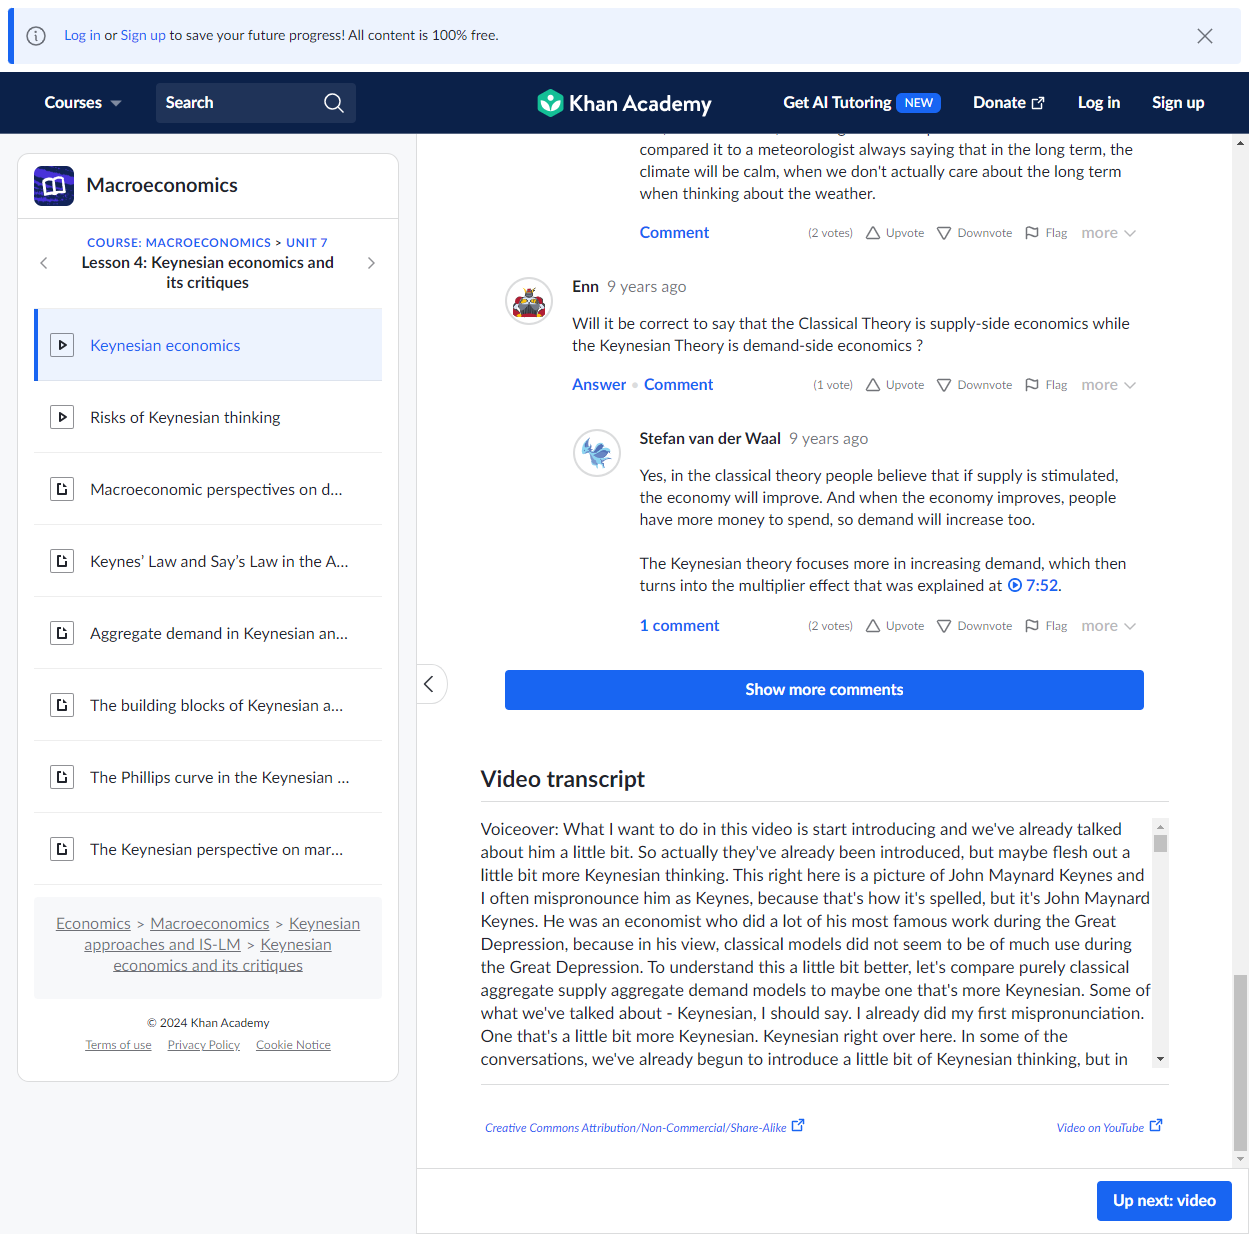 Log in or Sign up to save your future progress! All content is 100% free.
Courses
Search
Khan Academy
Get AI Tutoring NEW
Donate
Log in
Sign up
Macroeconomics
COURSE: MACROECONOMICS > UNIT 7
Lesson 4: Keynesian economics and
its critiques
Keynesian economics
Risks of Keynesian thinking
Macroeconomic perspectives on d...
Keynes’ Law and Say’s Law in the A...
Aggregate demand in Keynesian an...
The building blocks of Keynesian a...
The Phillips curve in the Keynesian ...
The Keynesian perspective on mar...
Economics > Macroeconomics > Keynesian
approaches and IS-LM > Keynesian
economics and its critiques
© 2024 Khan Academy
Terms of use Privacy Policy Cookie Notice
compared it to a meteorologist always saying that in the long term, the
climate will be calm, when we don't actually care about the long term
when thinking about the weather.
Comment (2 votes) Upvote Downvote Flag more
Enn 9 years ago
Will it be correct to say that the Classical Theory is supply-side economics while
the Keynesian Theory is demand-side economics ?
Answer • Comment (1 vote) Upvote Downvote Flag more
Stefan van der Waal 9 years ago
Yes, in the classical theory people believe that if supply is stimulated,
the economy will improve. And when the economy improves, people
have more money to spend, so demand will increase too.
The Keynesian theory focuses more in increasing demand, which then
turns into the multiplier effect that was explained at 7:52.
1 comment (2 votes) Upvote Downvote Flag more
Show more comments
Video transcript
Voiceover: What I want to do in this video is start introducing and we've already talked
about him a little bit. So actually they've already been introduced, but maybe flesh out a
little bit more Keynesian thinking. This right here is a picture of John Maynard Keynes and
I often mispronounce him as Keynes, because that's how it's spelled, but it's John Maynard
Keynes. He was an economist who did a lot of his most famous work during the Great
Depression, because in his view, classical models did not seem to be of much use during
the Great Depression. To understand this a little bit better, let's compare purely classical
aggregate supply aggregate demand models to maybe one that's more Keynesian. Some of
what we've talked about - Keynesian, I should say. I already did my first mispronunciation.
One that's a little bit more Keynesian. Keynesian right over here. In some of the
conversations, we've already begun to introduce a little bit of Keynesian thinking, but in
Creative Commons Attribution/Non-Commercial/Share-Alike
Video on YouTube
Up next: video